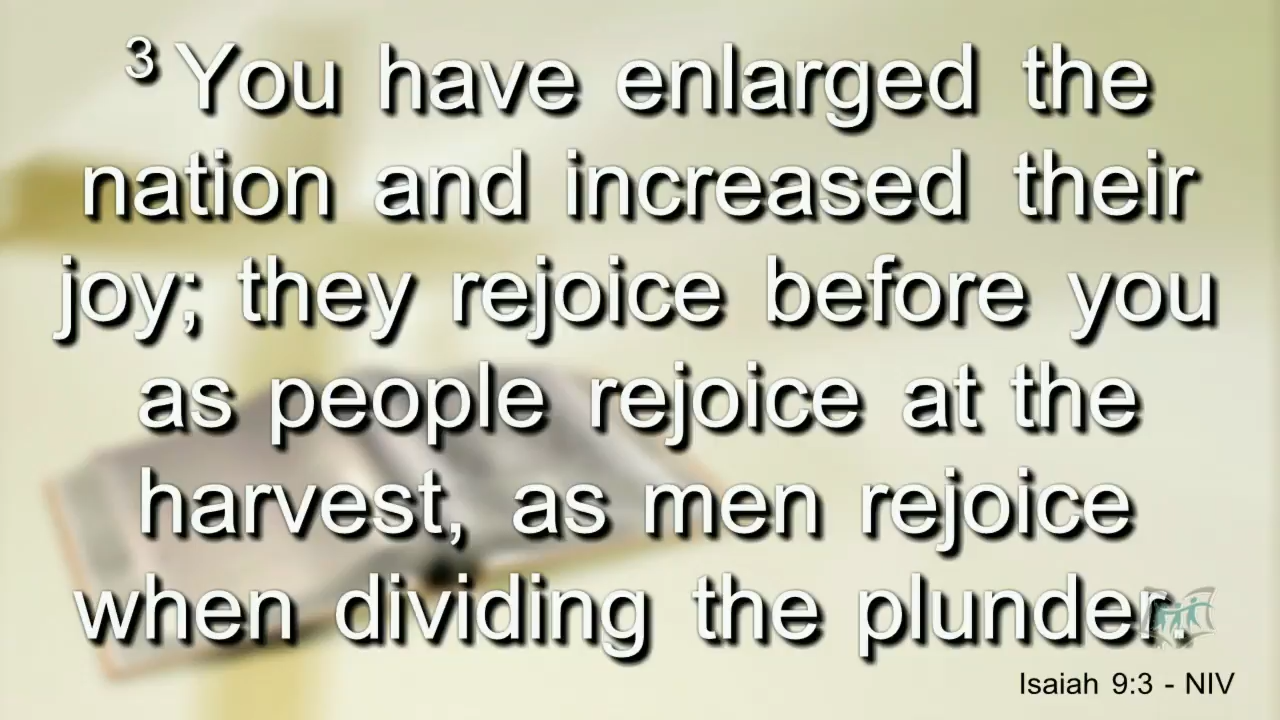 3 You have enlarged the
nation and increased their
joy; they rejoice before you
as people rejoice at the
harvest, as men rejoice
when dividing the plunder.
Isaiah 9:3 - NIV